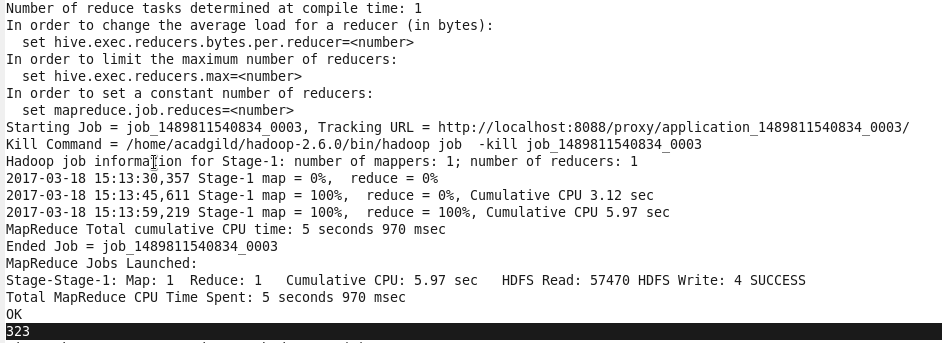 Number of reduce tasks determined at compile time: 1
In order to change the average load for a reducer (in bytes):
  set hive.exec.reducers.bytes.per.reducer=<number>
In order to limit the maximum number of reducers:
  set hive.exec.reducers.max=<number>
In order to set a constant number of reducers:
  set mapreduce.job.reduces=<number>
Starting Job = job_1489811540834_0003, Tracking URL = http://localhost:8088/proxy/application_1489811540834_0003/
Kill Command = /home/acadgild/hadoop-2.6.0/bin/hadoop job  -kill job_1489811540834_0003
Hadoop job information for Stage-1: number of mappers: 1; number of reducers: 1
2017-03-18 15:13:30,357 Stage-1 map = 0%,  reduce = 0%
2017-03-18 15:13:45,611 Stage-1 map = 100%,  reduce = 0%, Cumulative CPU 3.12 sec
2017-03-18 15:13:59,219 Stage-1 map = 100%,  reduce = 100%, Cumulative CPU 5.97 sec
MapReduce Total cumulative CPU time: 5 seconds 970 msec
Ended Job = job_1489811540834_0003
MapReduce Jobs Launched:
Stage-Stage-1: Map: 1  Reduce: 1   Cumulative CPU: 5.97 sec   HDFS Read: 57470 HDFS Write: 4 SUCCESS
Total MapReduce CPU Time Spent: 5 seconds 970 msec
OK
323